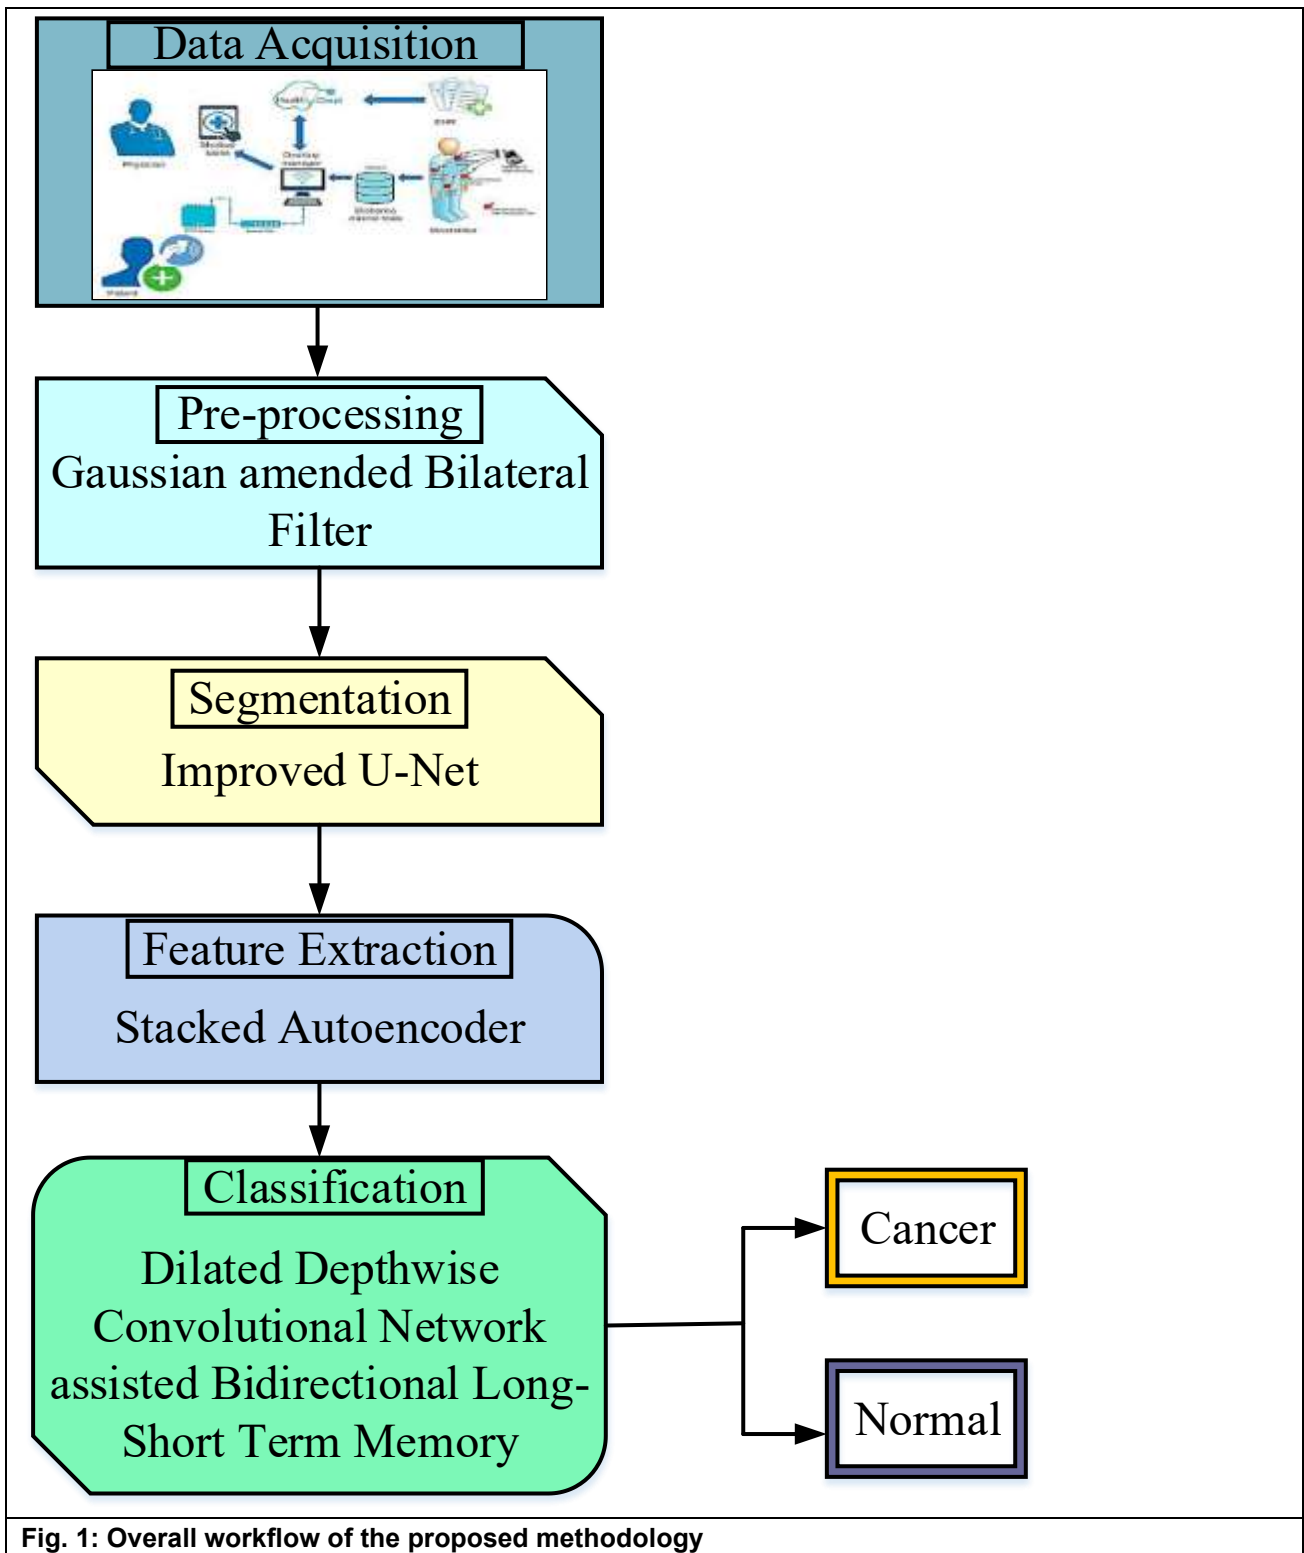 Data Acquisition
Physician
Pre-processing
Gaussian amended Bilateral
Filter
Segmentation
Improved U-Net
Feature Extraction
Stacked Autoencoder
Classification
Dilated Depthwise
Convolutional Network
assisted Bidirectional Long-
Short Term Memory
Cancer
Normal
Fig. 1: Overall workflow of the proposed methodology